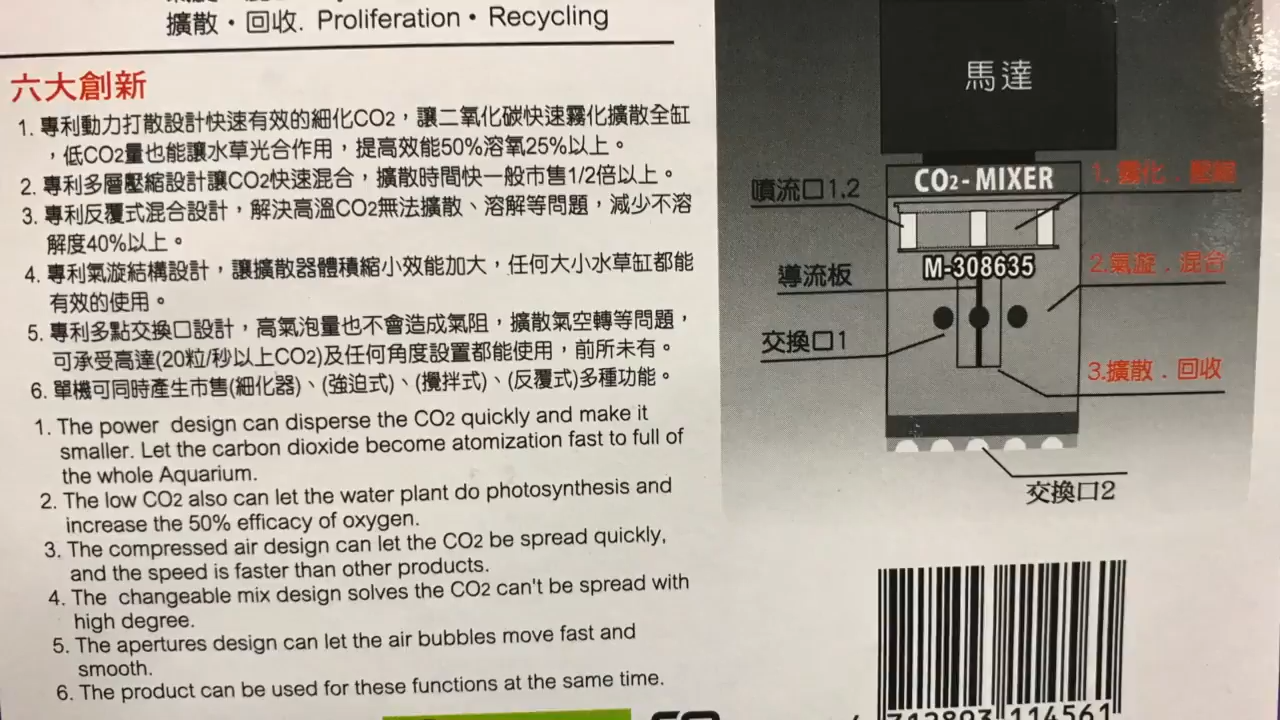 擴散・回收. Proliferation・Recycling
六大創新
1. 專利動力打散設計快速有效的細化CO2，讓二氧化碳快速霧化擴散全缸
，低CO2量也能讓水草光合作用，提高效能50%溶氧25%以上。
2. 專利多層壓縮設計讓CO2快速混合，擴散時間快一般市售1/2倍以上。
3. 專利反覆式混合設計，解決高溫CO2無法擴散、溶解等問題，減少不溶
解度40%以上。
4. 專利氣漩結構設計，讓擴散器體積縮小效能加大，任何大小水草缸都能
有效的使用。
5. 專利多點交換口設計，高氣泡量也不會造成氣阻，擴散氣空轉等問題，
可承受高達(20粒/秒以上CO2)及任何角度設置都能使用，前所未有。
6. 單機可同時產生市售(細化器)、(強迫式)、(攪拌式)、(反覆式)多種功能。
1. The power design can disperse the CO2 quickly and make it
smaller. Let the carbon dioxide become atomization fast to full of
the whole Aquarium.
2. The low CO2 also can let the water plant do photosynthesis and
increase the 50% efficacy of oxygen.
3. The compressed air design can let the CO2 be spread quickly,
and the speed is faster than other products.
4. The changeable mix design solves the CO2 can't be spread with
high degree.
5. The apertures design can let the air bubbles move fast and
smooth.
6. The product can be used for these functions at the same time.
馬達
CO2-MIXER
噴流口1,2
M-308635
導流板
2.氣旋．混合
交換口1
3.擴散．回收
交換口2
4 712893 114561